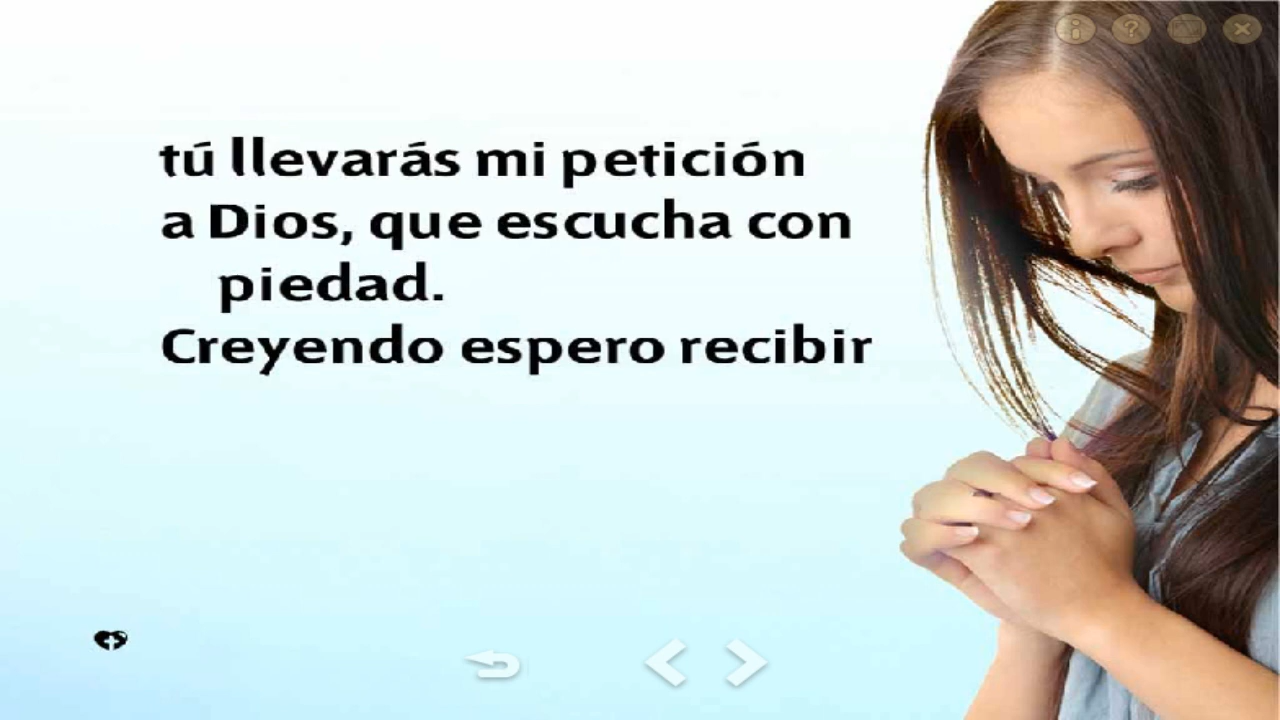 tú llevarás mi petición
a Dios, que escucha con
piedad.
Creyendo espero recibir